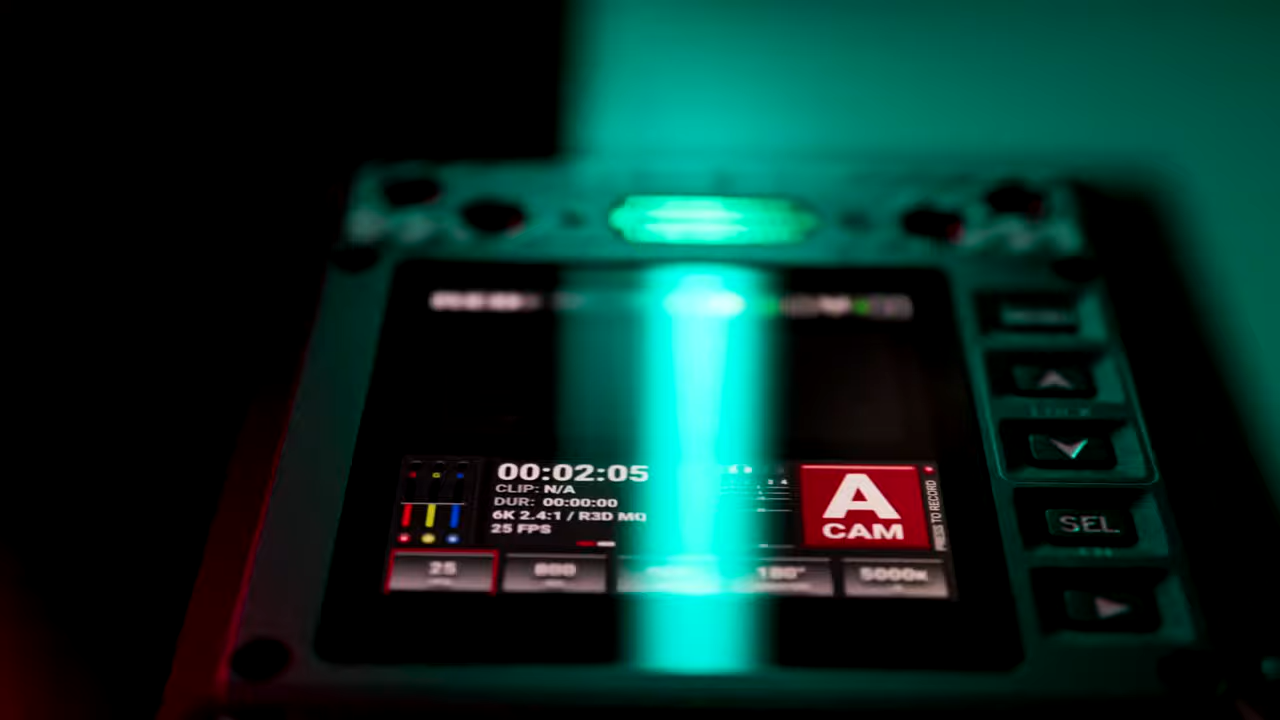 00:02:05
CLIP: N/A
DUR: 00:00:00
6K 2.4:1 / R3D MQ
25 FPS
A
CAM
PRESS TO RECORD
25
800
180°
5000K
SEL